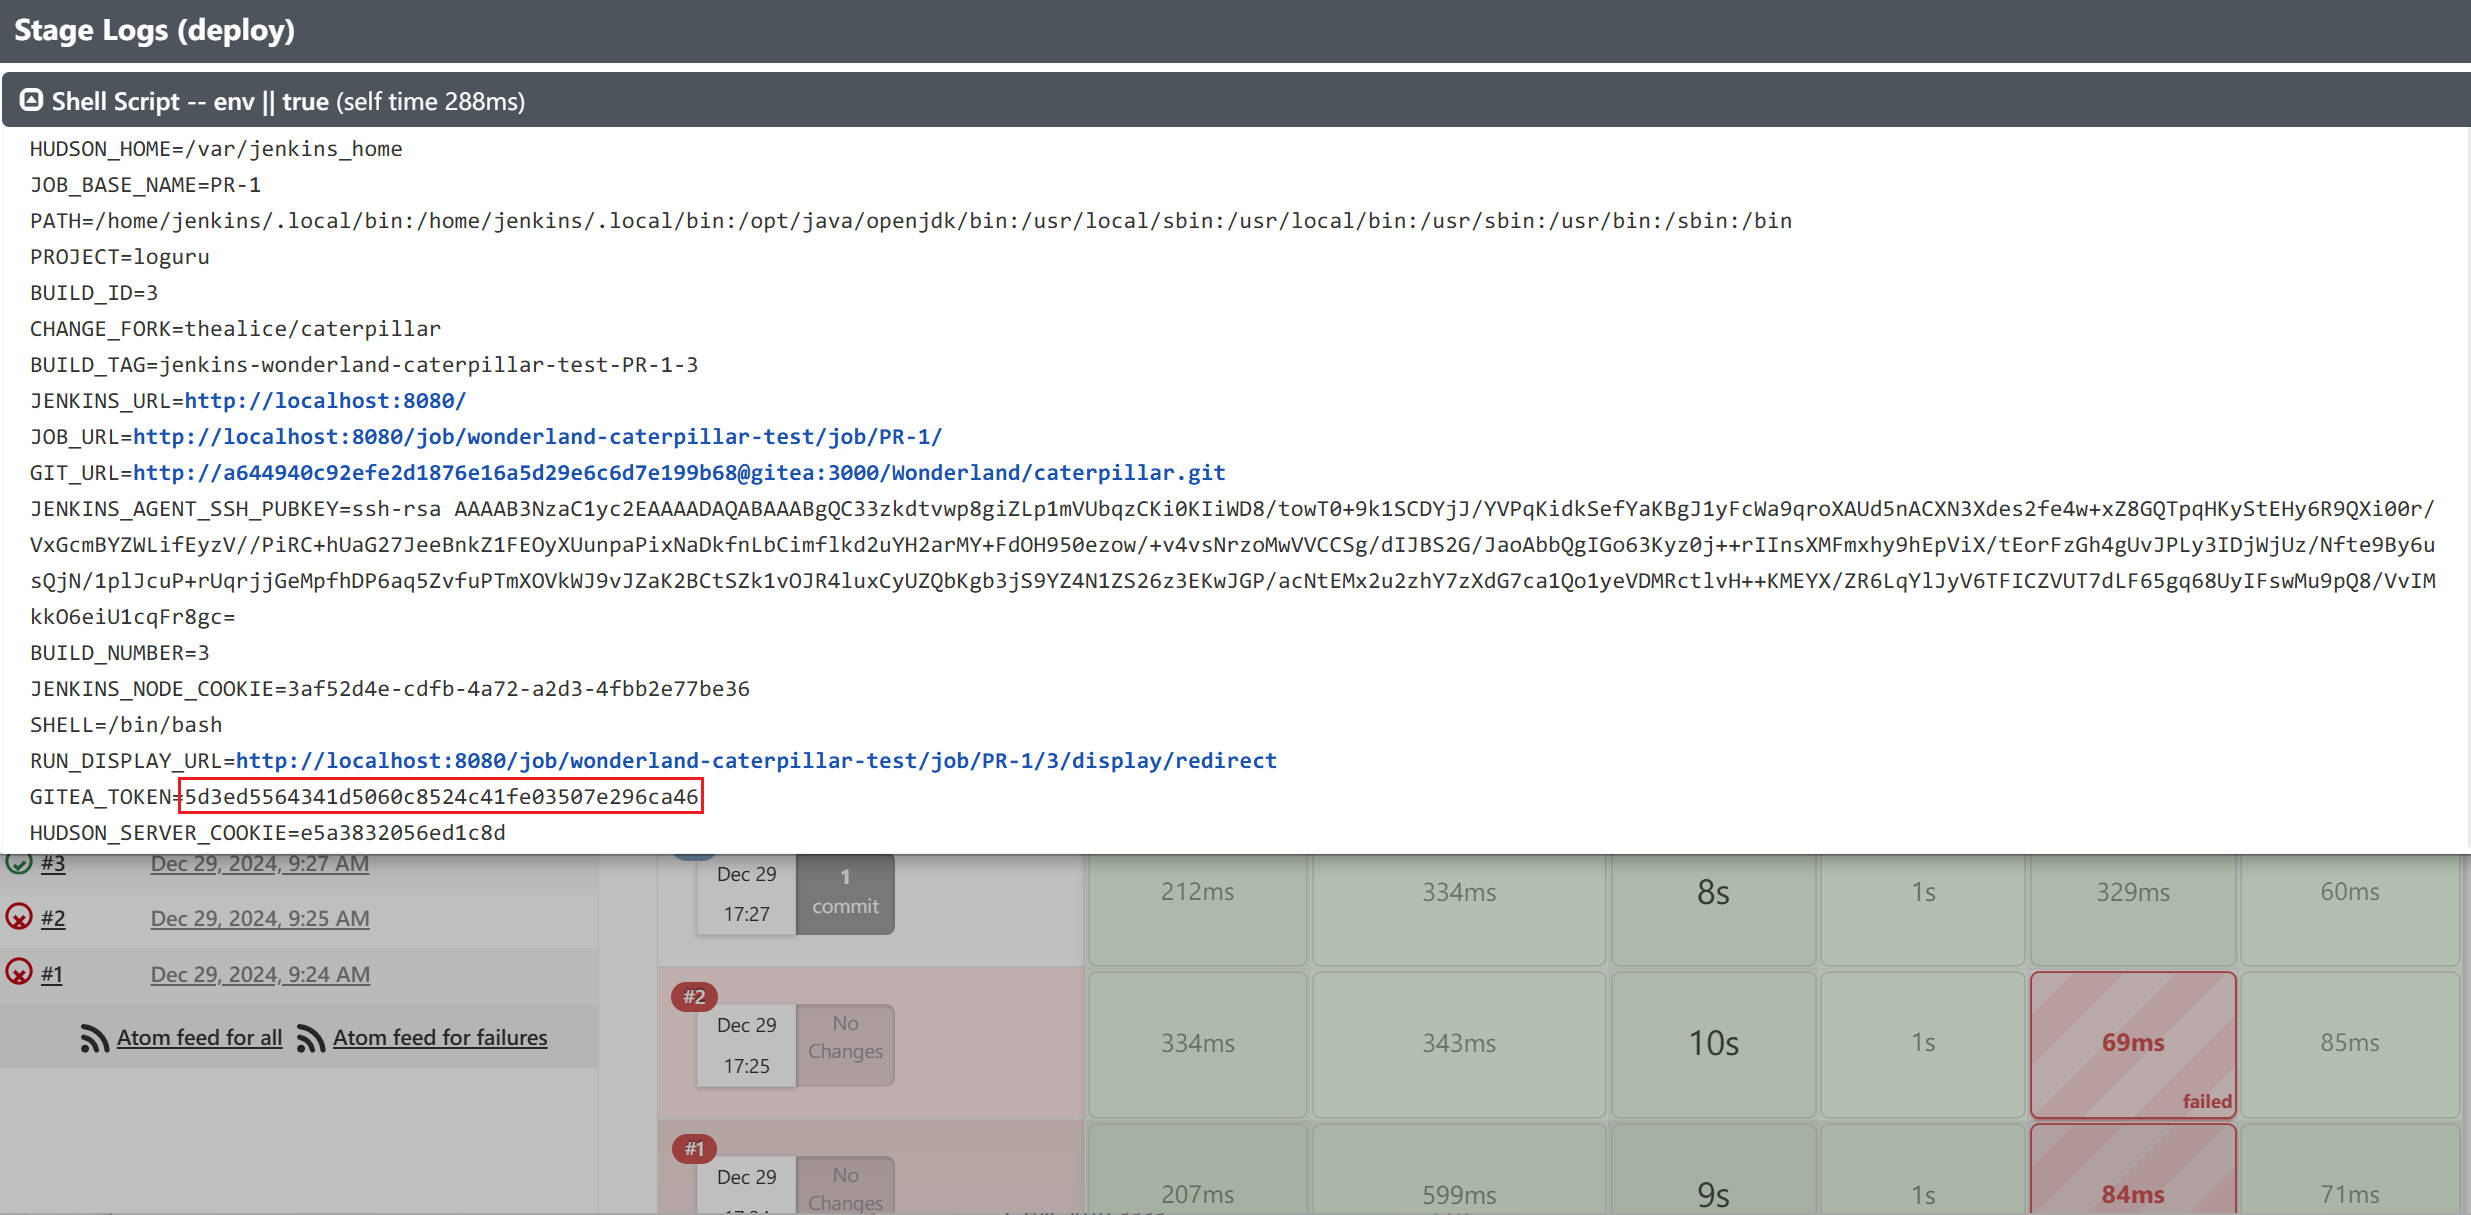 Stage Logs (deploy)
Shell Script -- env || true (self time 288ms)
HUDSON_HOME=/var/jenkins_home
JOB_BASE_NAME=PR-1
PATH=/home/jenkins/.local/bin:/home/jenkins/.local/bin:/opt/java/openjdk/bin:/usr/local/sbin:/usr/local/bin:/usr/sbin:/usr/bin:/sbin:/bin
PROJECT=loguru
BUILD_ID=3
CHANGE_FORK=thealice/caterpillar
BUILD_TAG=jenkins-wonderland-caterpillar-test-PR-1-3
JENKINS_URL=http://localhost:8080/
JOB_URL=http://localhost:8080/job/wonderland-caterpillar-test/job/PR-1/
GIT_URL=http://a644940c92efe2d1876e16a5d29e6c6d7e199b68@gitea:3000/Wonderland/caterpillar.git
JENKINS_AGENT_SSH_PUBKEY=ssh-rsa AAAAB3NzaC1yc2EAAAADAQABAAABgQC33zkdtvwp8giZLp1mVUbqzCKi0KIiWD8/towT0+9k1SCDYjJ/YVPqKidkSefYaKBgJ1yFcWa9qroXAUd5nACXN3Xdes2fe4w+xZ8GQTpqHKyStEHy6R9QXi00r/
VxGcmBYZWLifEyzV//PiRC+hUaG27JeeBnkZ1FEOyXUunpaPixNaDkfnLbCimflkd2uYH2arMY+FdOH950ezow/+v4vsNrzoMwVVCCSg/dIJBS2G/JaoAbbQgIGo63Kyz0j++rIInsXMFmxhy9hEpViX/tEorFzGh4gUvJPLy3IDjWjUz/Nfte9By6u
sQjN/1plJcuP+rUqrjjGeMpfhDP6aq5ZvfuPTmXOVkWJ9vJZaK2BCtSZk1vOJR4luxCyUZQbKgb3jS9YZ4N1ZS26z3EKwJGP/acNtEMx2u2zhY7zXdG7ca1Qo1yeVDMRctlvH++KMEYX/ZR6LqYlJyV6TFICZVUT7dLF65gq68UyIFswMu9pQ8/VvIM
kkO6eiU1cqFr8gc=
BUILD_NUMBER=3
JENKINS_NODE_COOKIE=3af52d4e-cdfb-4a72-a2d3-4fbb2e77be36
SHELL=/bin/bash
RUN_DISPLAY_URL=http://localhost:8080/job/wonderland-caterpillar-test/job/PR-1/3/display/redirect
GITEA_TOKEN=5d3ed5564341d5060c8524c41fe03507e296ca46
HUDSON_SERVER_COOKIE=e5a3832056ed1c8d
#3 Dec 29, 2024, 9:27 AM
#2 Dec 29, 2024, 9:25 AM
#1 Dec 29, 2024, 9:24 AM
Atom feed for all Atom feed for failures
Dec 29
17:27
1
commit
212ms 334ms 8s 1s 329ms 60ms
#2
Dec 29
17:25
No
Changes
334ms 343ms 10s 1s 69ms 85ms
failed
#1
Dec 29
No
Changes
207ms 599ms 9s 1s 84ms 71ms